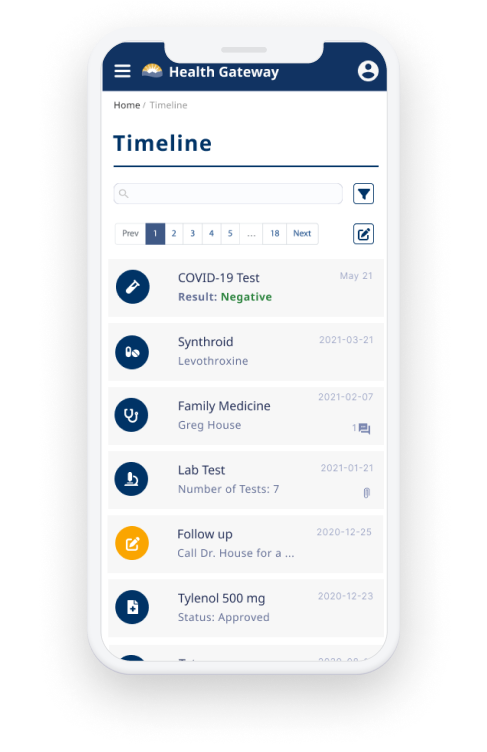 Health Gateway
Home / Timeline
Timeline
Prev 1 2 3 4 5 ... 18 Next
COVID-19 Test May 21
Result: Negative
Synthroid 2021-03-21
Levothroxine
Family Medicine 2021-02-07
Greg House 1
Lab Test 2021-01-21
Number of Tests: 7
Follow up 2020-12-25
Call Dr. House for a ...
Tylenol 500 mg 2020-12-23
Status: Approved